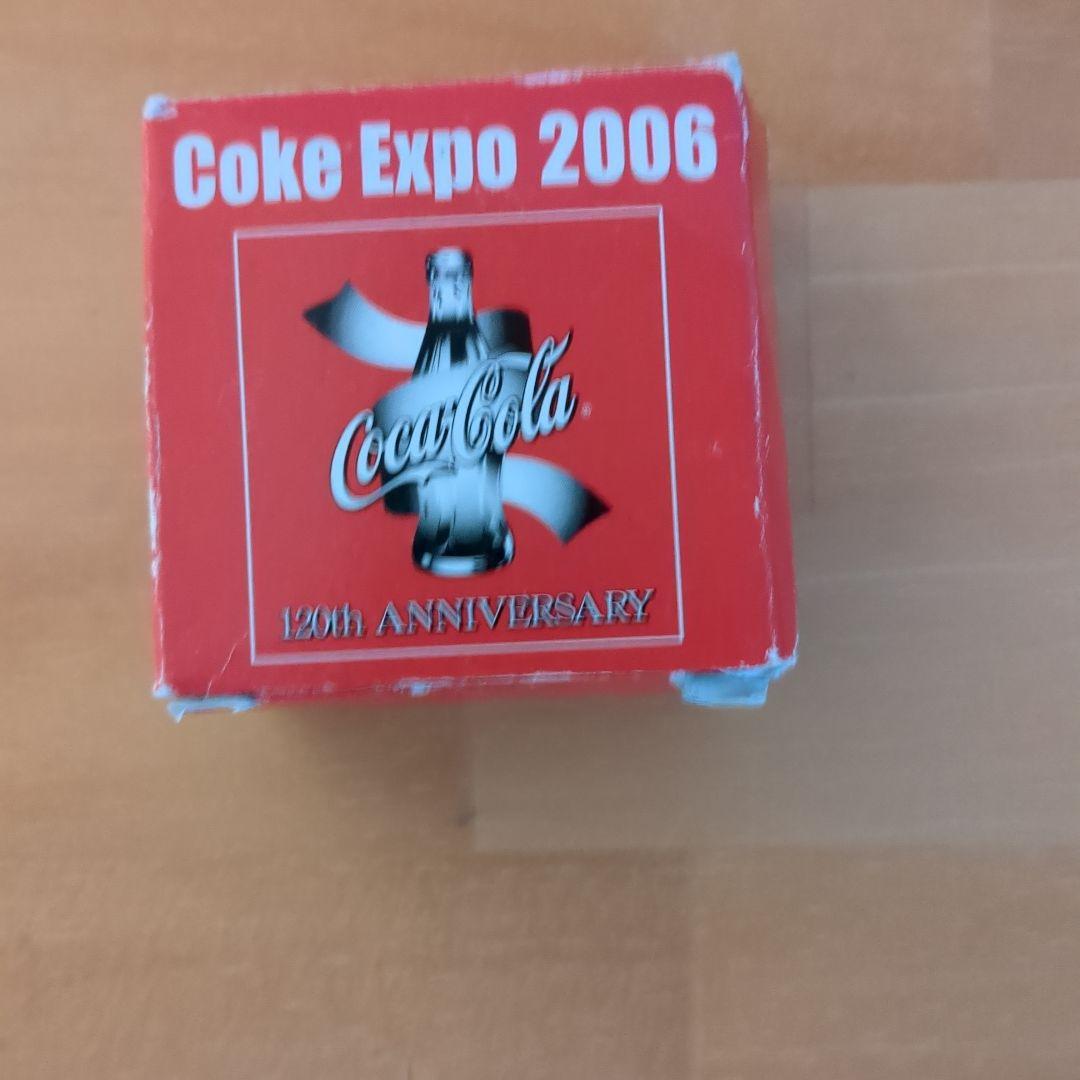 Coke Expo 2006
Coca-Cola
120th ANNIVERSARY